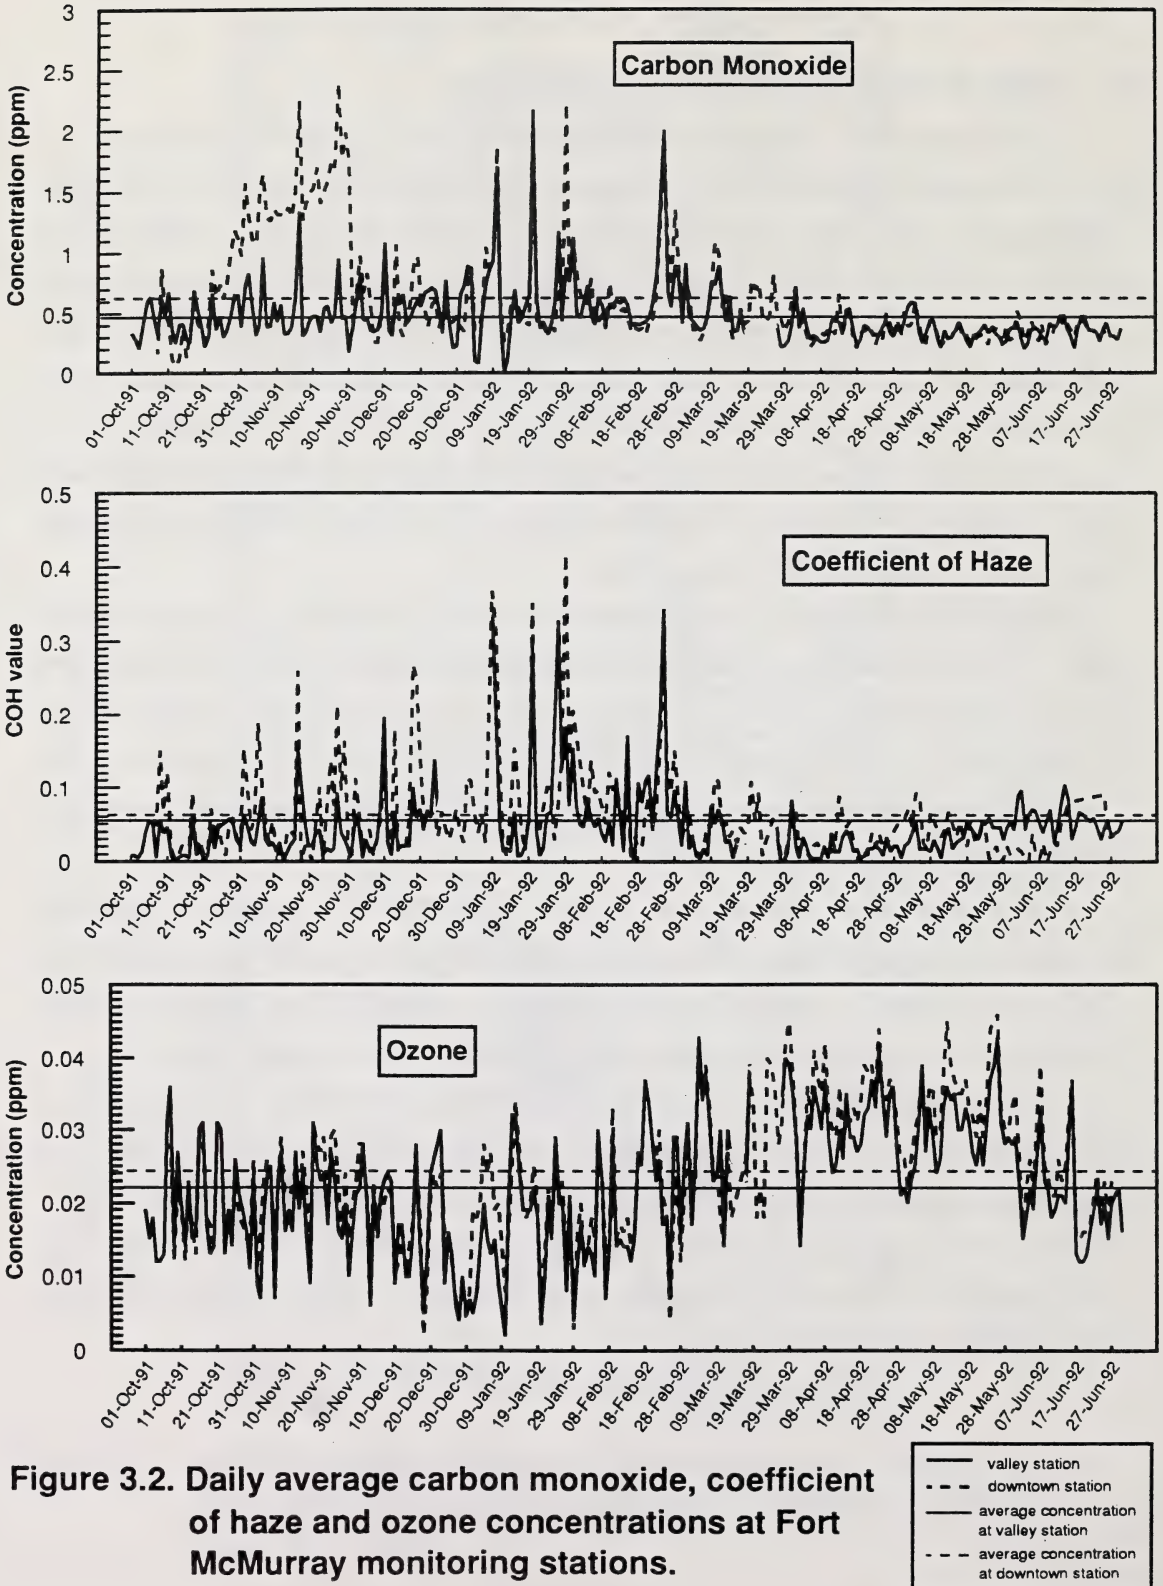 Carbon Monoxide
Concentration (ppm)
3
2.5
2
1.5
1
0.5
0
01-Oct-91 11-Oct-91 21-Oct-91 31-Oct-91 10-Nov-91 20-Nov-91 30-Nov-91 10-Dec-91 20-Dec-91 30-Dec-91 09-Jan-92 19-Jan-92 29-Jan-92 08-Feb-92 18-Feb-92 28-Feb-92 09-Mar-92 19-Mar-92 29-Mar-92 08-Apr-92 18-Apr-92 28-Apr-92 08-May-92 18-May-92 28-May-92 07-Jun-92 17-Jun-92 27-Jun-92
Coefficient of Haze
COH value
0.5
0.4
0.3
0.2
0.1
0
01-Oct-91 11-Oct-91 21-Oct-91 31-Oct-91 10-Nov-91 20-Nov-91 30-Nov-91 10-Dec-91 20-Dec-91 30-Dec-91 09-Jan-92 19-Jan-92 29-Jan-92 08-Feb-92 18-Feb-92 28-Feb-92 09-Mar-92 19-Mar-92 29-Mar-92 08-Apr-92 18-Apr-92 28-Apr-92 08-May-92 18-May-92 28-May-92 07-Jun-92 17-Jun-92 27-Jun-92
Ozone
Concentration (ppm)
0.05
0.04
0.03
0.02
0.01
0
01-Oct-91 11-Oct-91 21-Oct-91 31-Oct-91 10-Nov-91 20-Nov-91 30-Nov-91 10-Dec-91 20-Dec-91 30-Dec-91 09-Jan-92 19-Jan-92 29-Jan-92 08-Feb-92 18-Feb-92 28-Feb-92 09-Mar-92 19-Mar-92 29-Mar-92 08-Apr-92 18-Apr-92 28-Apr-92 08-May-92 18-May-92 28-May-92 07-Jun-92 17-Jun-92 27-Jun-92
Figure 3.2. Daily average carbon monoxide, coefficient
of haze and ozone concentrations at Fort
McMurray monitoring stations.
valley station
downtown station
average concentration
at valley station
average concentration
at downtown station